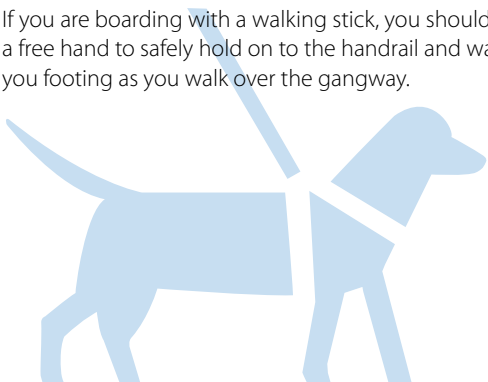 If you are boarding with a walking stick, you should
a free hand to safely hold on to the handrail and
you footing as you walk over the gangway.